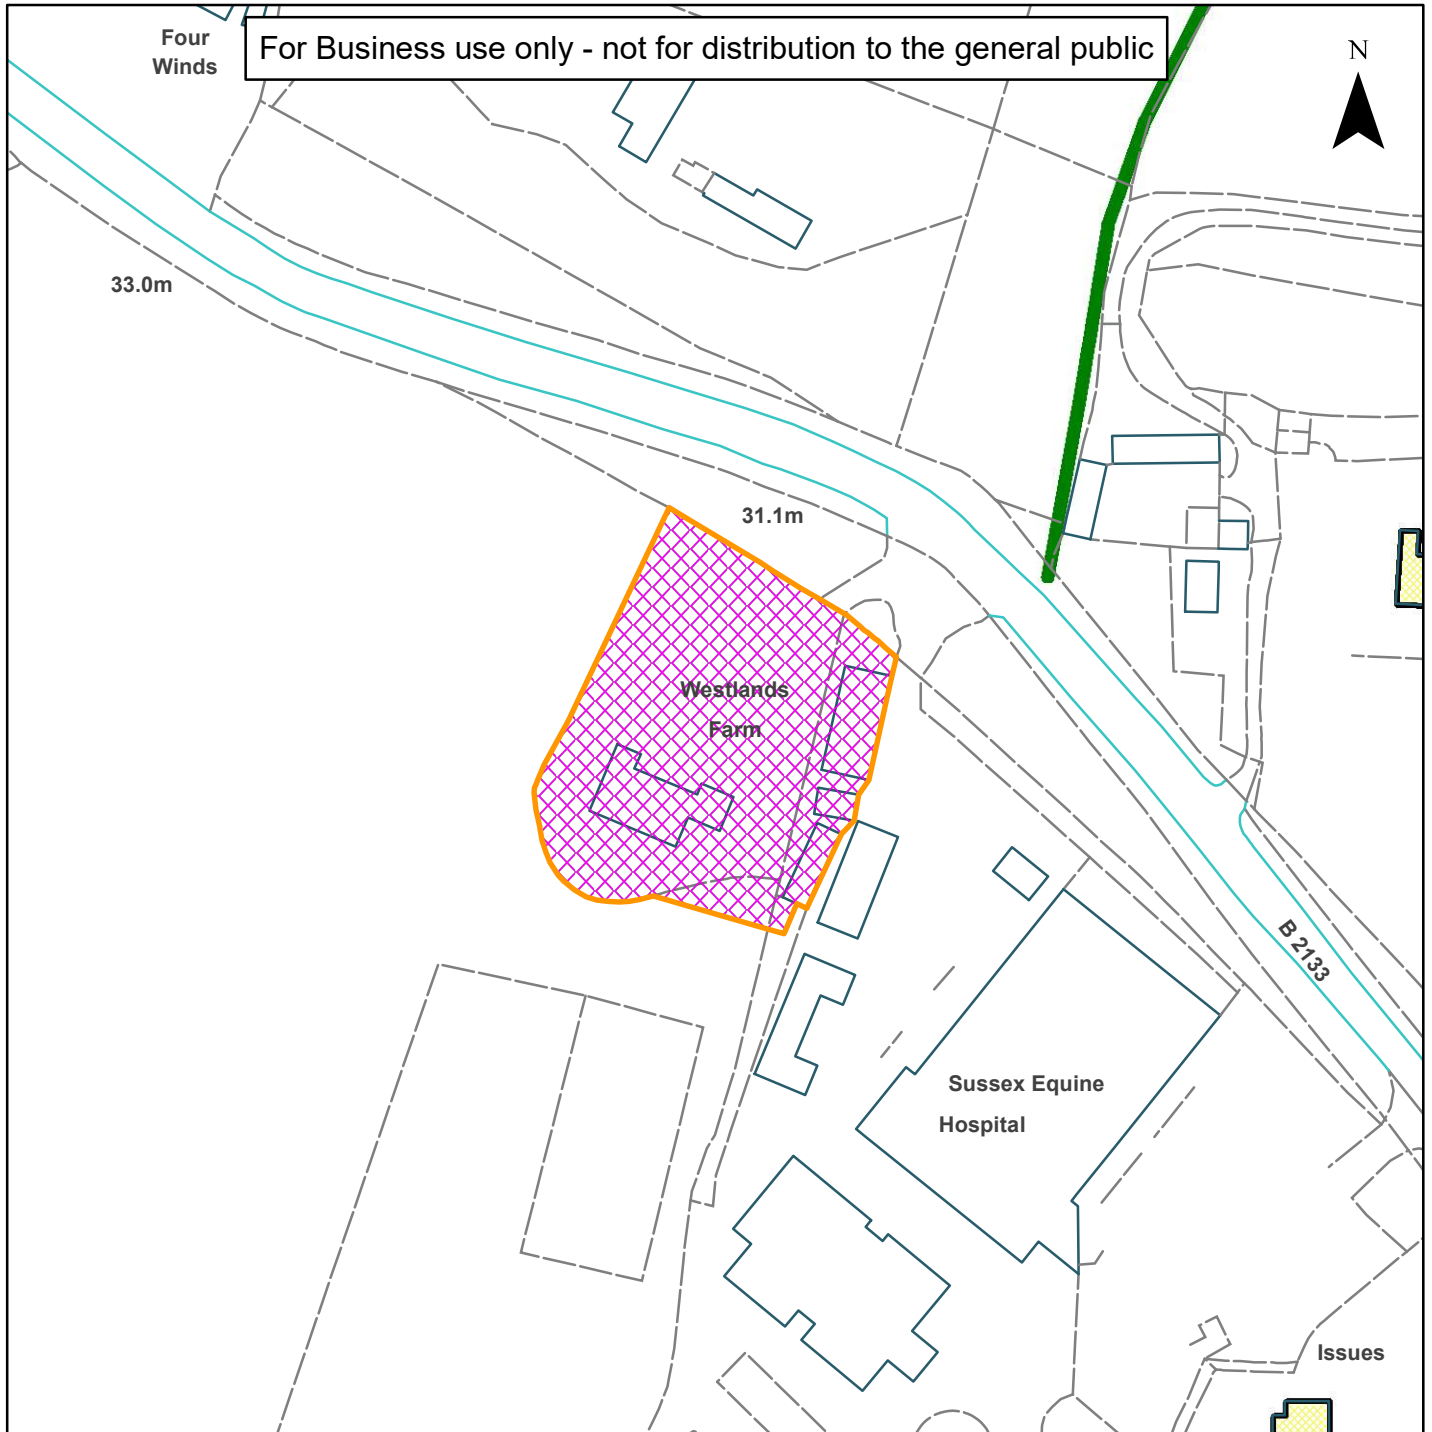 Four
Winds
For Business use only - not for distribution to the general public
N
33.0m
31.1m
Westlands
Farm
B 2133
Sussex Equine
Hospital
Issues